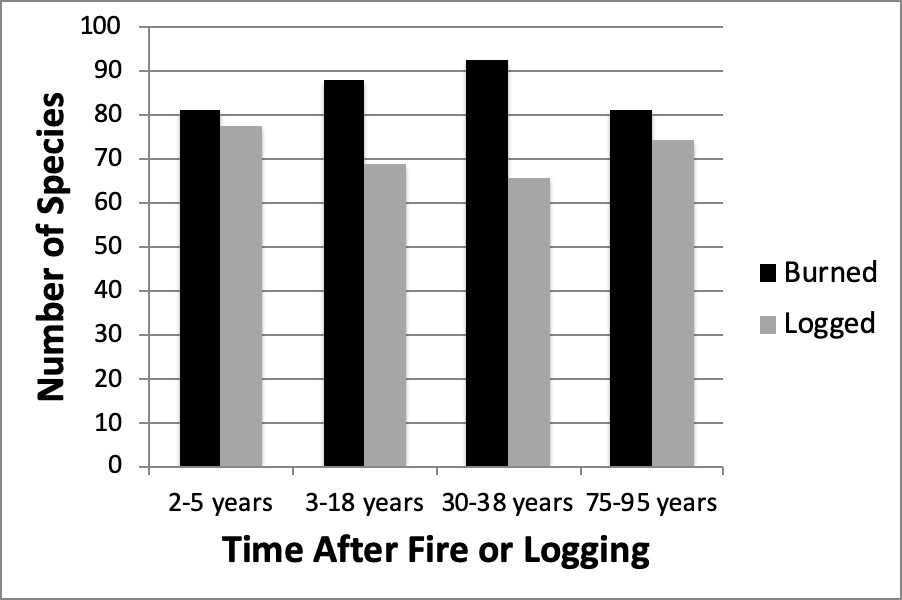 100
90
80
70
60
50
40
30
20
10
0
Number of Species
2-5 years 3-18 years 30-38 years 75-95 years
Time After Fire or Logging
Burned
Logged